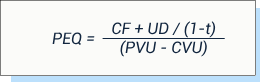 PEQ = CF + UD / (1-t)
(PVU - CVU)